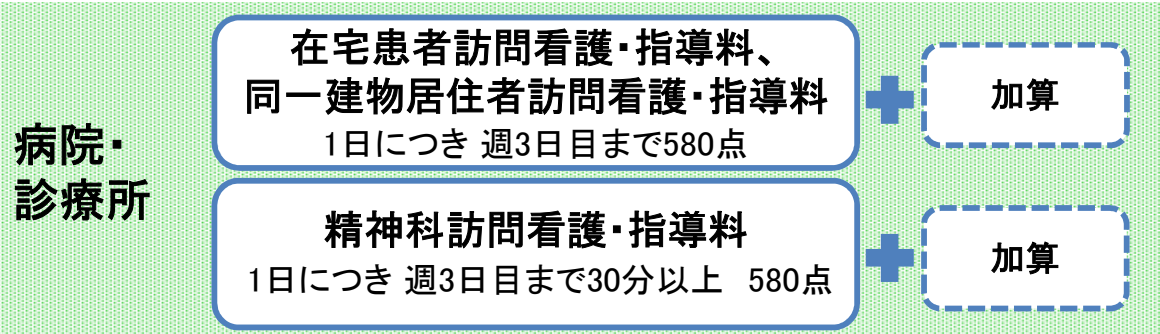 病院・
診療所
在宅患者訪問看護・指導料、
同一建物居住者訪問看護・指導料
1日につき 週3日目まで580点
加算
精神科訪問看護・指導料
1日につき 週3日目まで30分以上 580点
加算